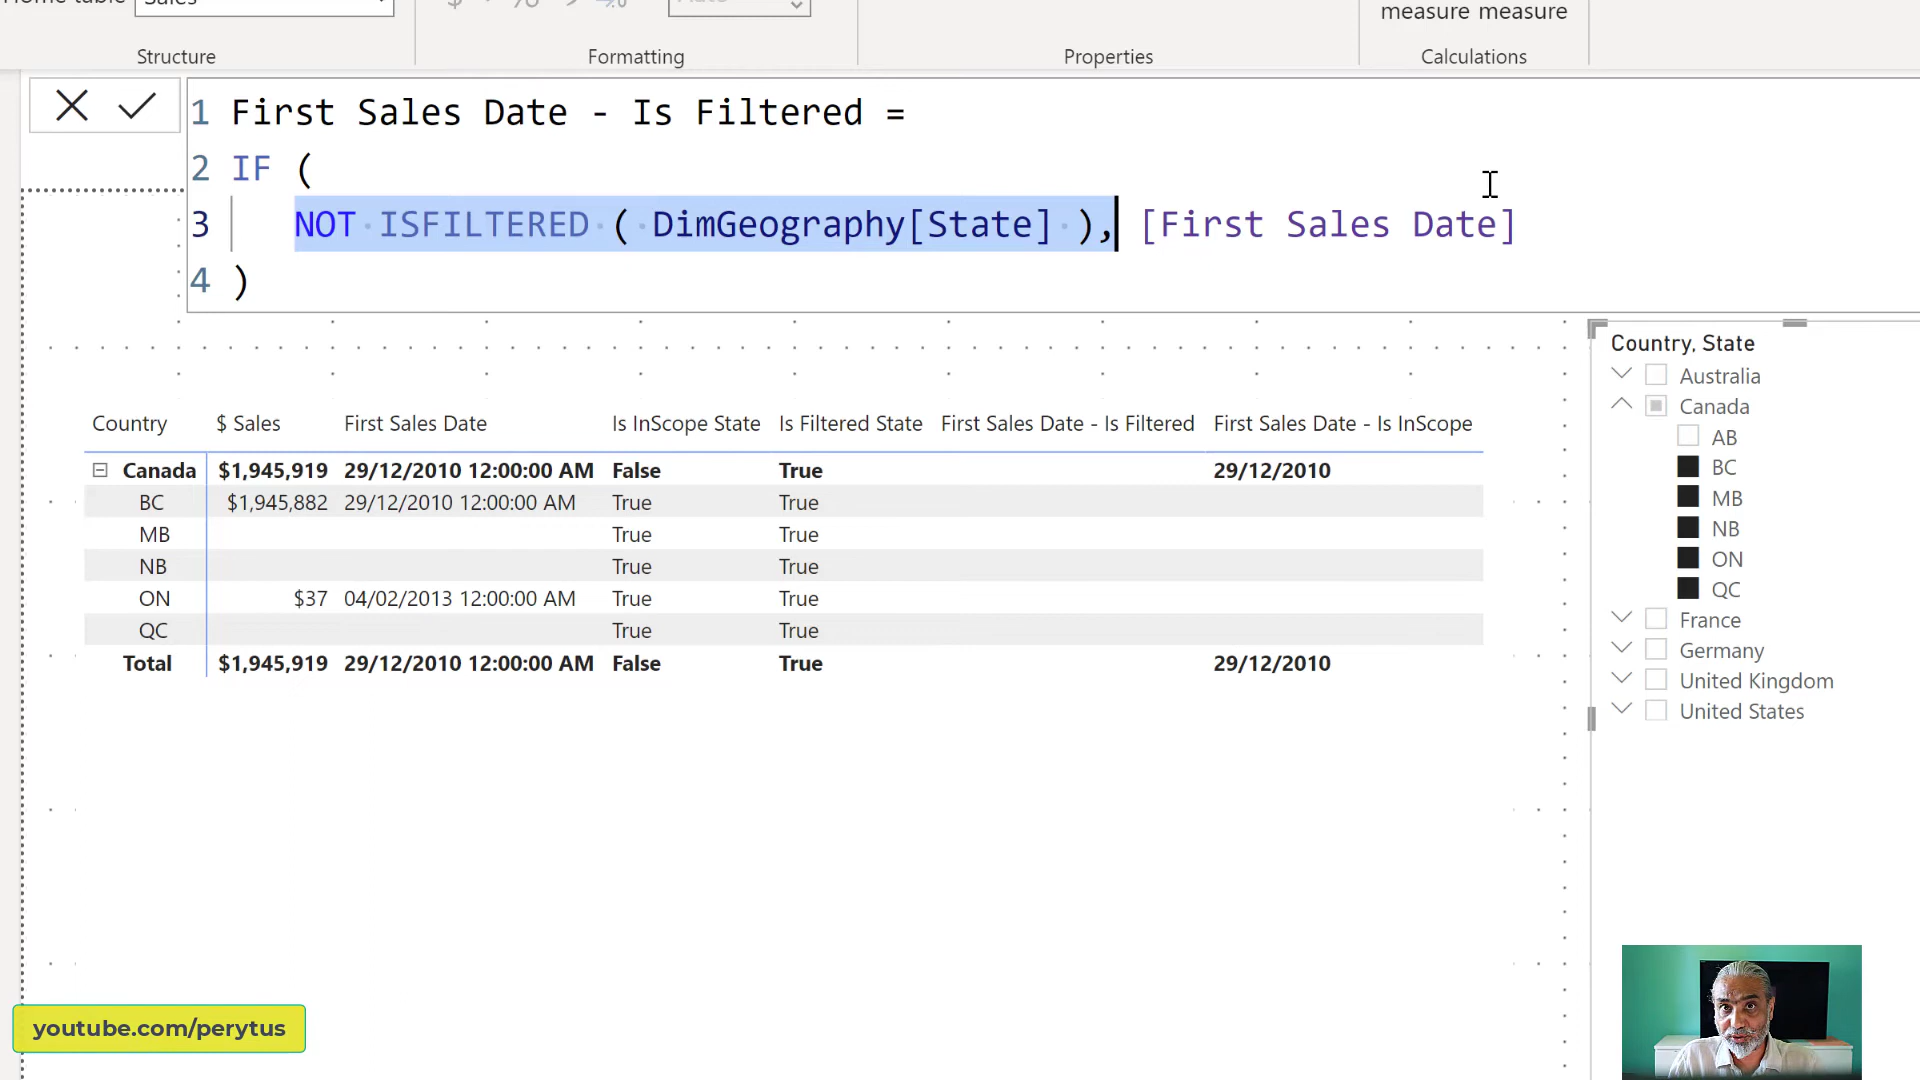 Home table Sales
measure measure
Structure Formatting Properties Calculations
1 First Sales Date - Is Filtered =
2 IF (
3 NOT ISFILTERED ( DimGeography[State] ), [First Sales Date]
4 )
Country $ Sales First Sales Date Is InScope State Is Filtered State First Sales Date - Is Filtered First Sales Date - Is InScope
Canada $1,945,919 29/12/2010 12:00:00 AM False True 29/12/2010
BC $1,945,882 29/12/2010 12:00:00 AM True True
MB True True
NB True True
ON $37 04/02/2013 12:00:00 AM True True
QC True True
Total $1,945,919 29/12/2010 12:00:00 AM False True 29/12/2010
Country, State
Australia
Canada
AB
BC
MB
NB
ON
QC
France
Germany
United Kingdom
United States
youtube.com/perytus